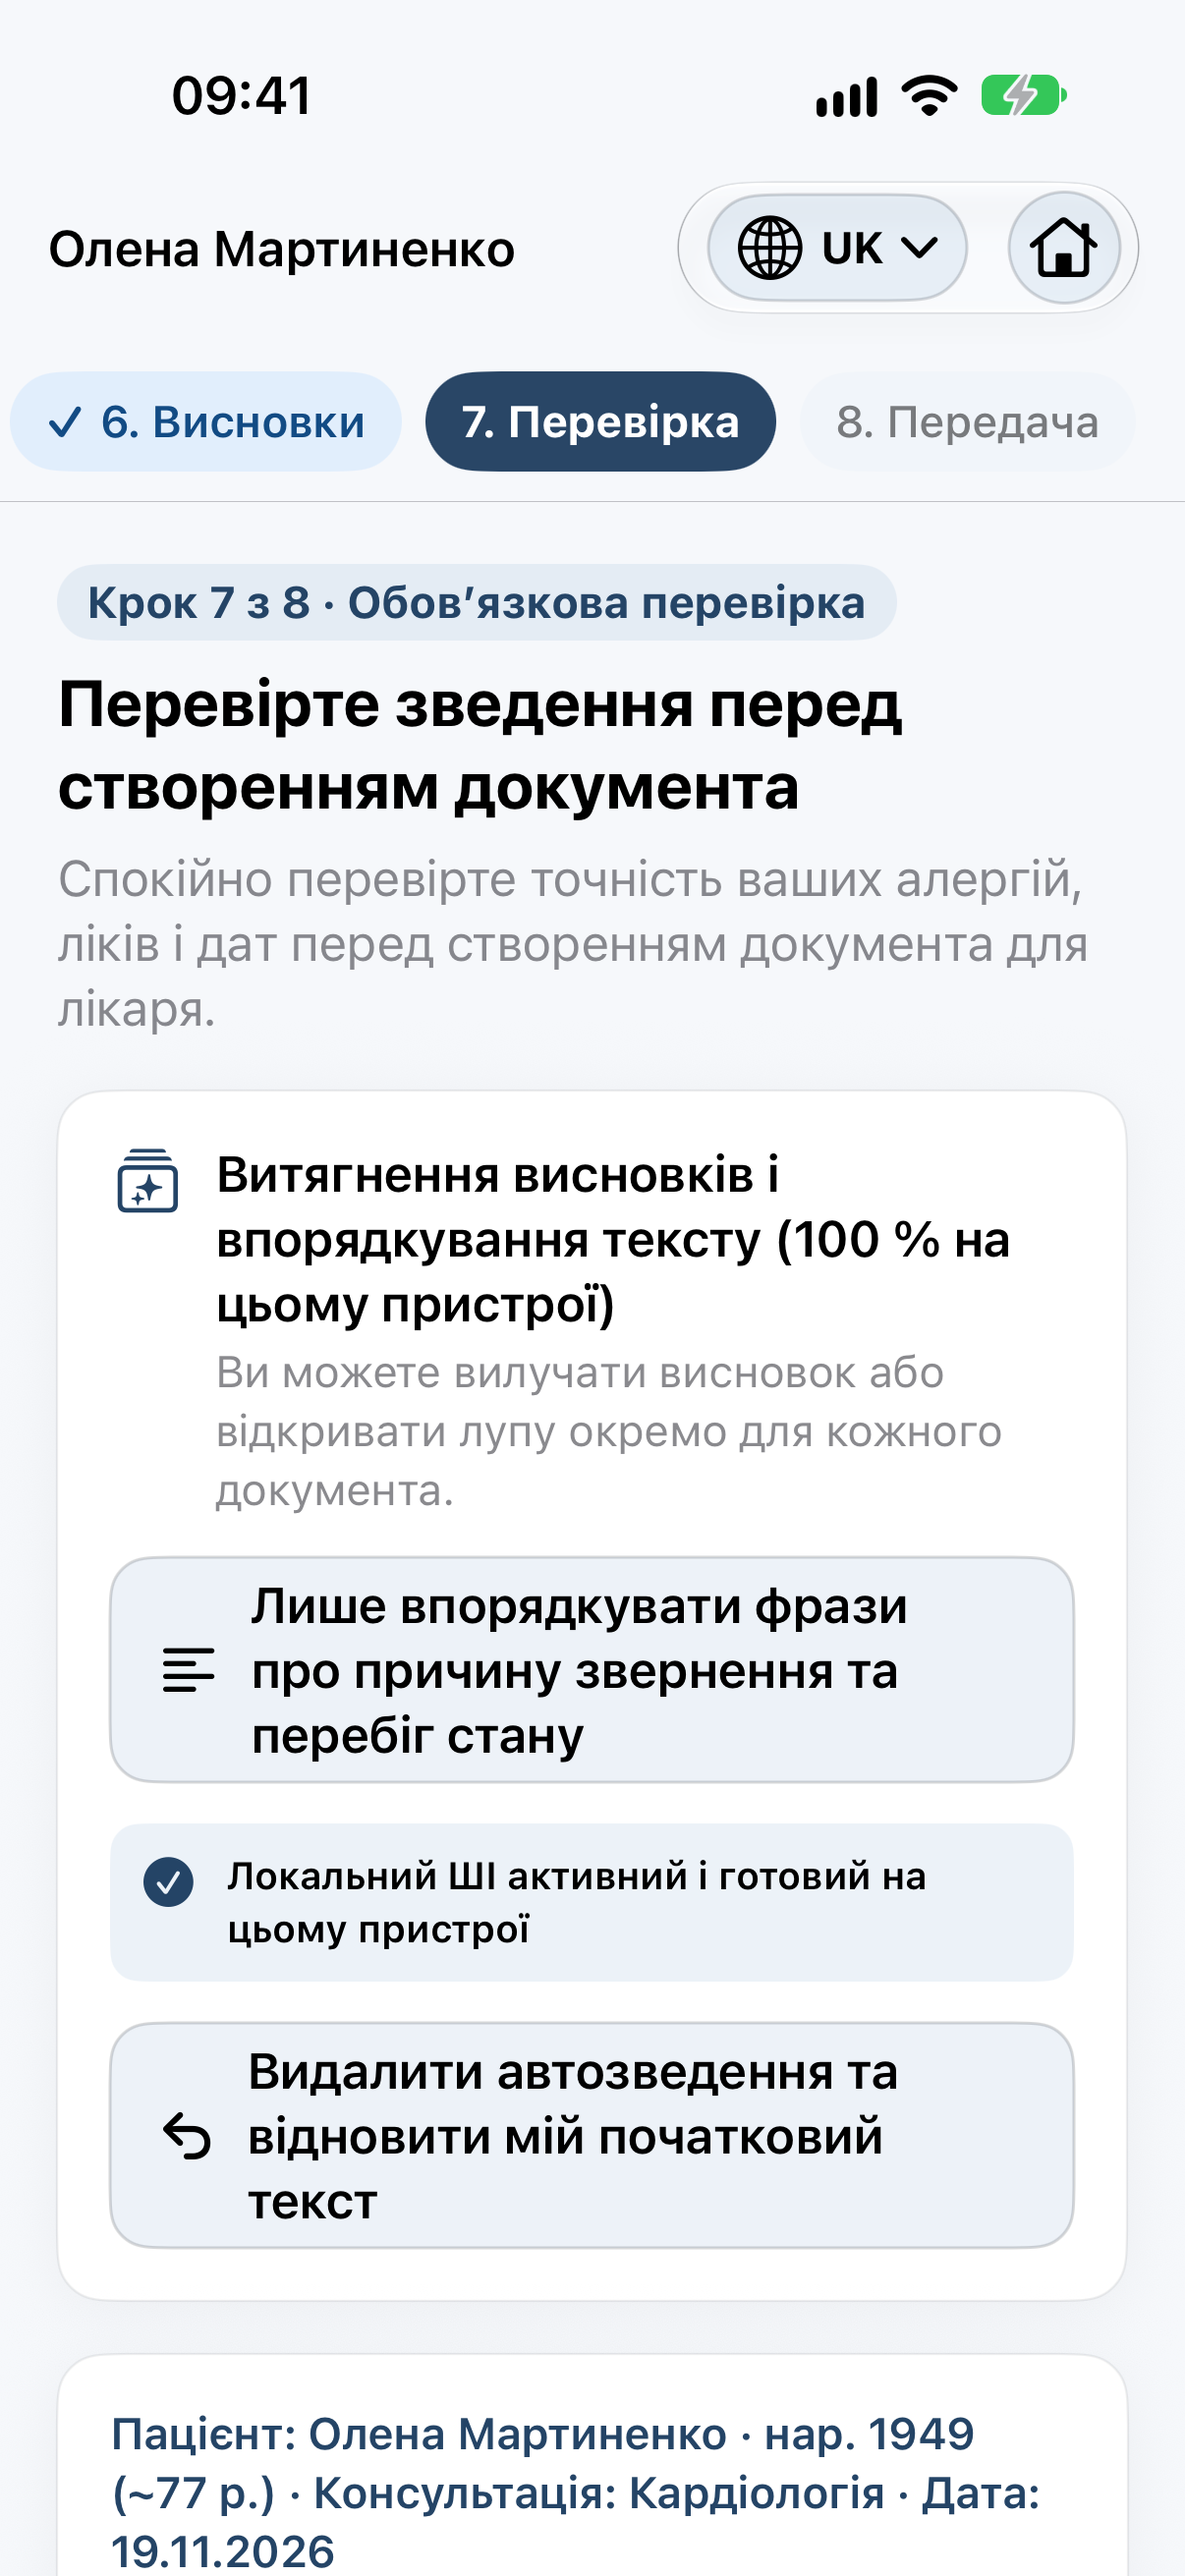 09:41
Олена Мартиненко
UK
6. Висновки
7. Перевірка
8. Передача
Крок 7 з 8 · Обов’язкова перевірка
Перевірте зведення перед
створенням документа
Спокійно перевірте точність ваших алергій,
ліків і дат перед створенням документа для
лікаря.
Витягнення висновків і
впорядкування тексту (100 % на
цьому пристрої)
Ви можете вилучати висновок або
відкривати лупу окремо для кожного
документа.
Лише впорядкувати фрази
про причину звернення та
перебіг стану
Локальний ШІ активний і готовий на
цьому пристрої
Видалити автозведення та
відновити мій початковий
текст
Пацієнт: Олена Мартиненко · нар. 1949
(~77 р.) · Консультація: Кардіологія · Дата:
19.11.2026